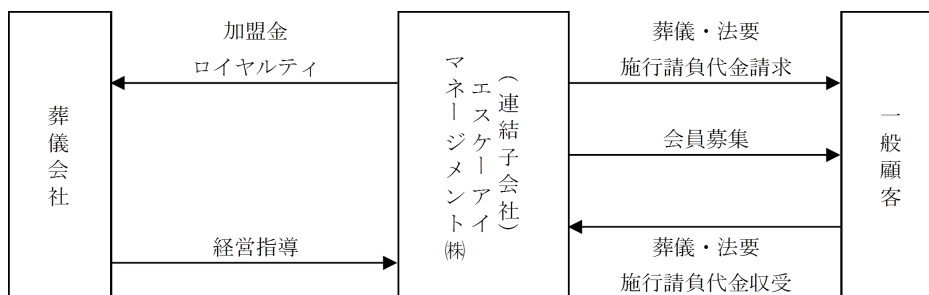 葬儀会社
加盟金
ロイヤルティ
経営指導
(連結子会社)
エスケーアイ
マネージメント㈱
葬儀・法要
施行請負代金請求
会員募集
葬儀・法要
施行請負代金収受
一般顧客